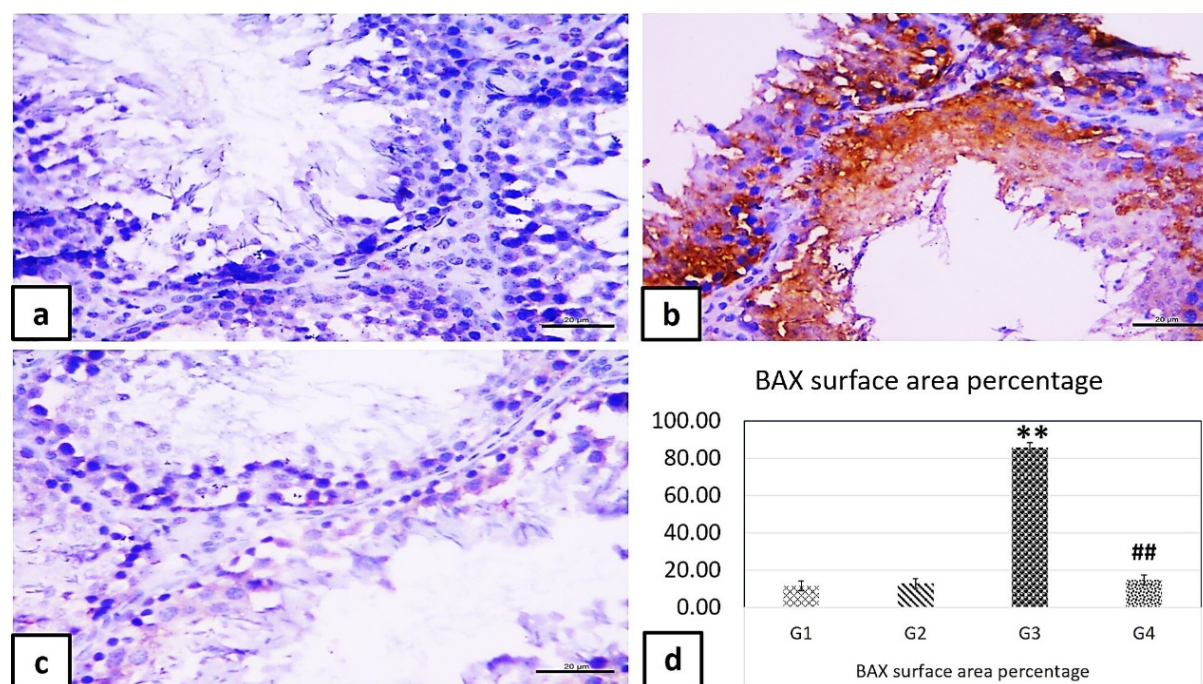 a
20 µm
b
20 µm
c
20 µm
BAX surface area percentage
100.00
80.00
60.00
40.00
20.00
0.00
**
##
G1
G2
G3
G4
BAX surface area percentage
d